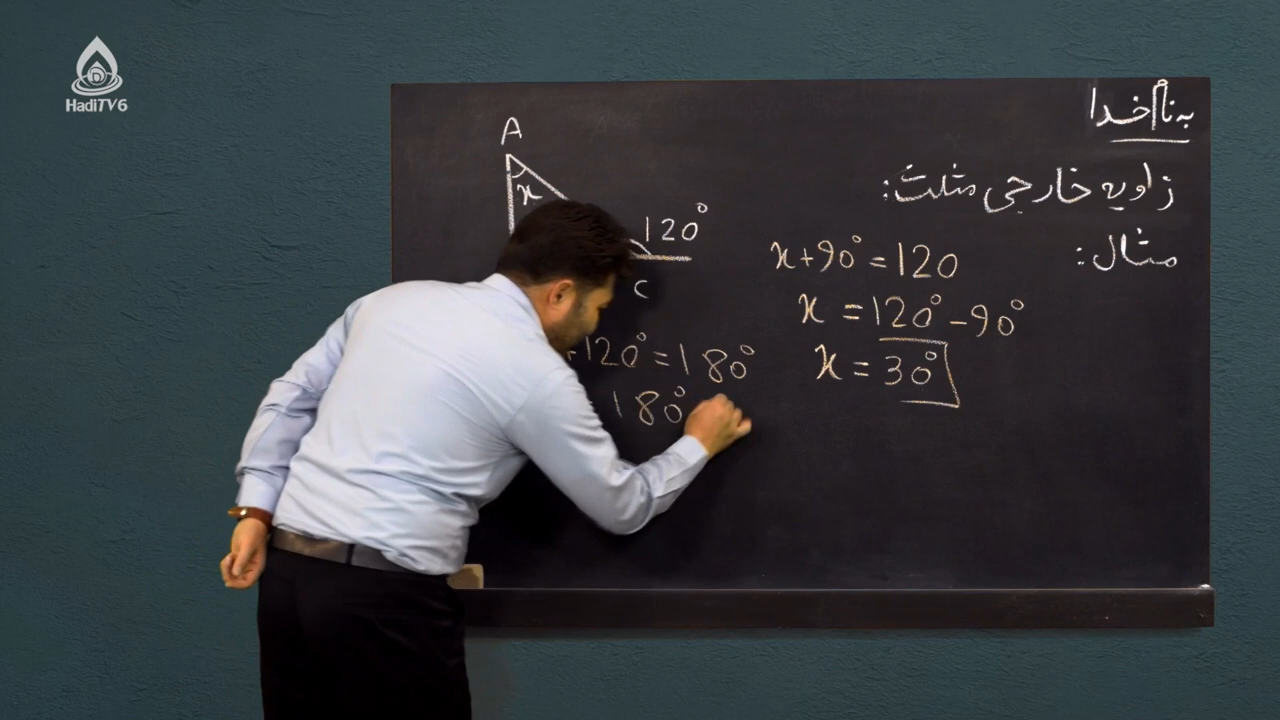 HadiTV6
به نام خدا
زاویه خارجی مثلث:
مثال:
A
x
120°
C
x+90°=120
x=120°-90°
x=30°
+120°=180°
180°